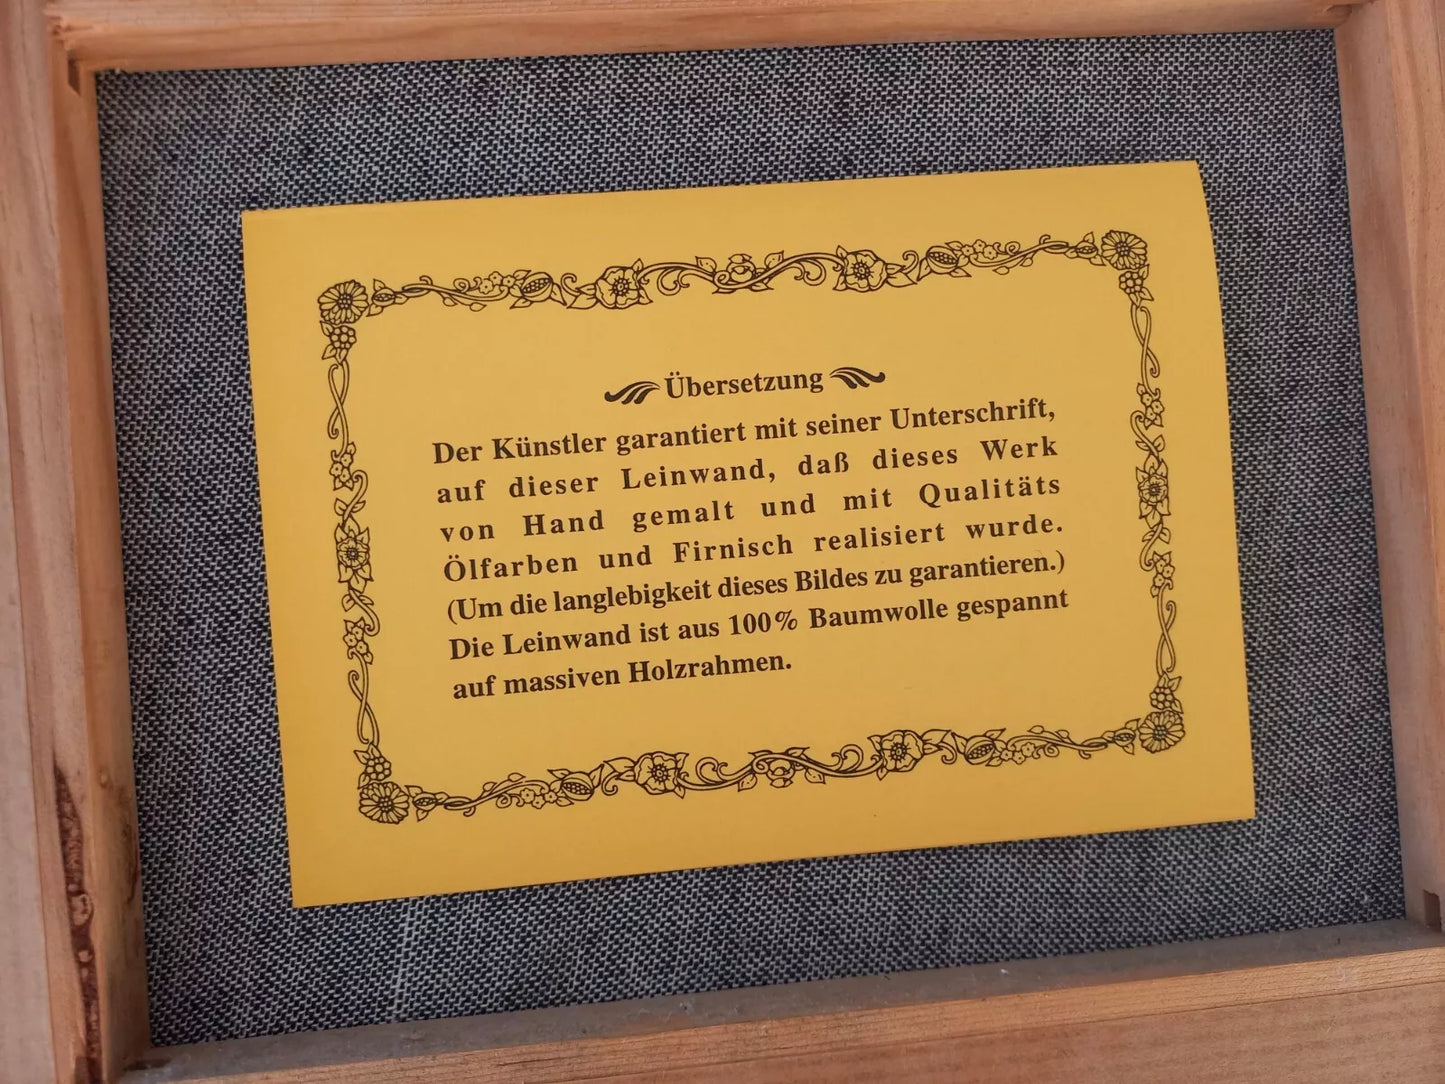 Übersetzung
Der Künstler garantiert mit seiner Unterschrift,
auf dieser Leinwand, daß dieses Werk
von Hand gemalt und mit Qualitäts
Ölfarben und Firnisch realisiert wurde.
(Um die langlebigkeit dieses Bildes zu garantieren.)
Die Leinwand ist aus 100% Baumwolle gespannt
auf massiven Holzrahmen.